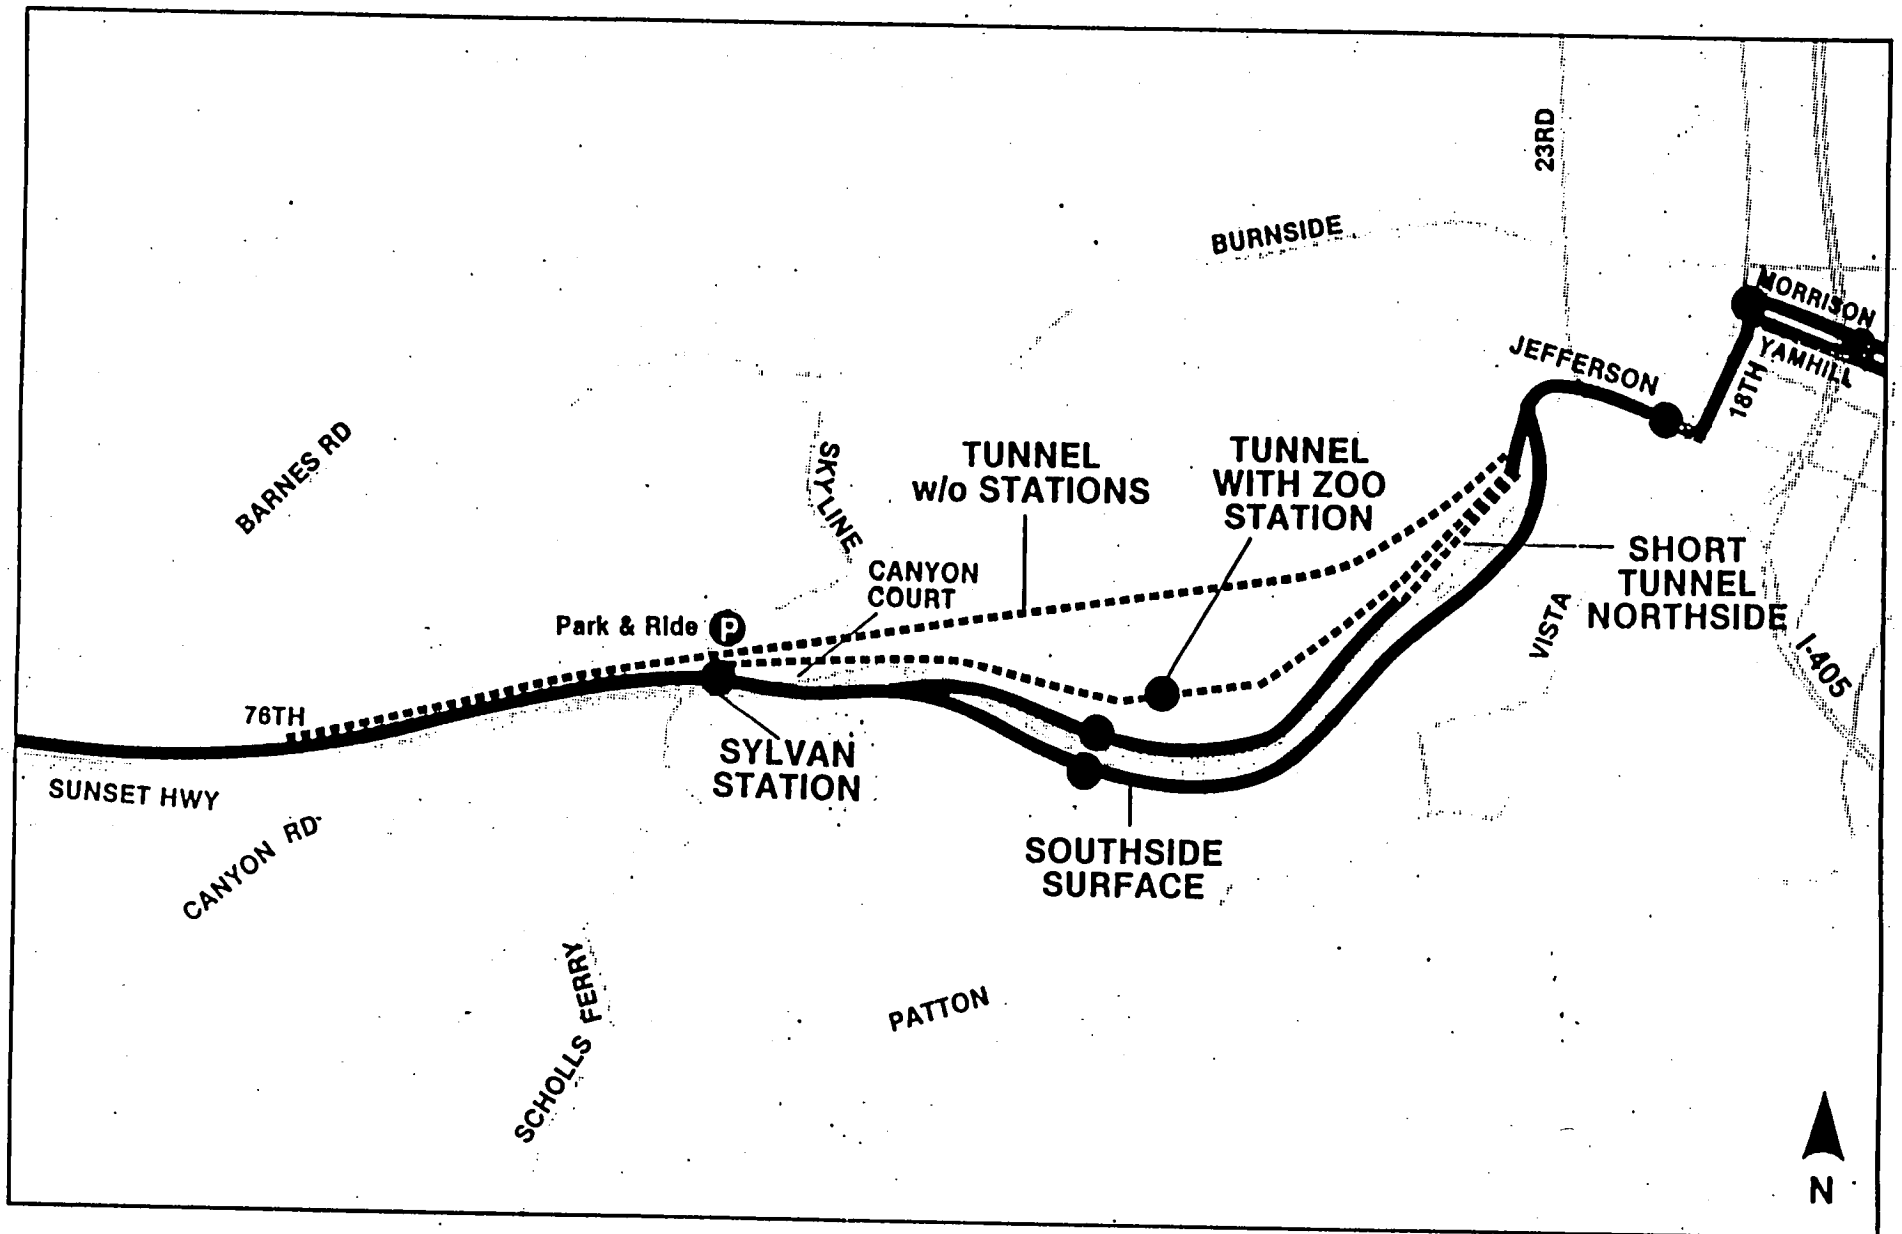 23RD
BURNSIDE
MORRISON
JEFFERSON
YAMHILL
18TH
BARNES RD
SKYLINE
TUNNEL
w/o STATIONS
TUNNEL
WITH ZOO
STATION
CANYON
COURT
SHORT
TUNNEL
NORTHSIDE
Park & Ride P
VISTA
I-405
76TH
SYLVAN
STATION
SUNSET HWY
CANYON RD
SOUTHSIDE
SURFACE
SCHOLLS FERRY
PATTON
N